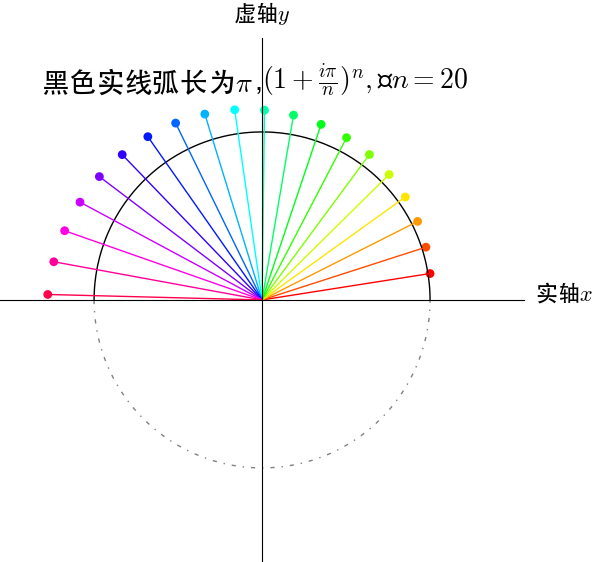 虚轴y
黑色实线弧长为π,(1 + iπ/n)^n, ¤n = 20
实轴x